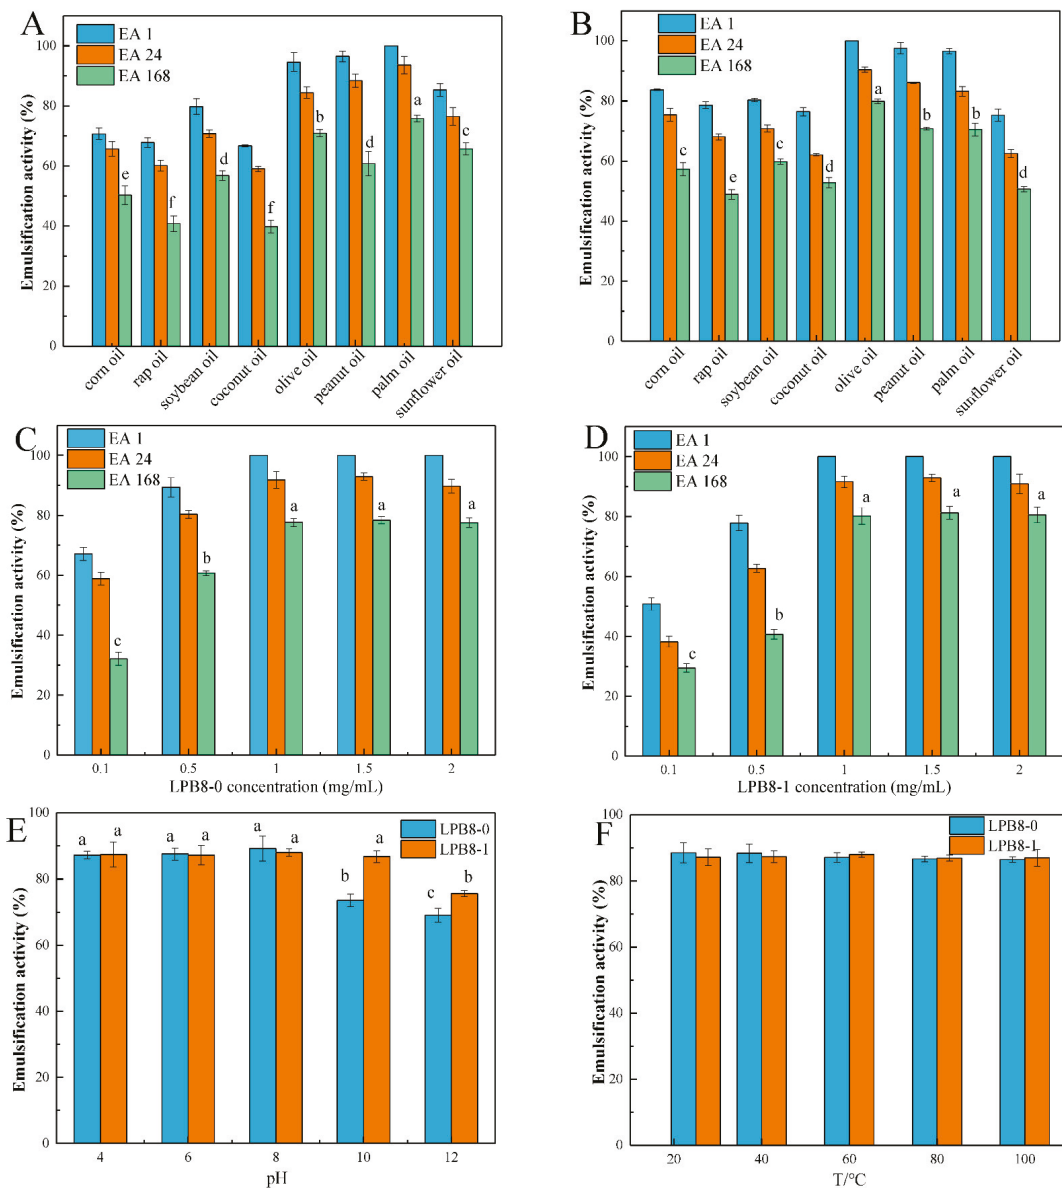 A
EA 1
EA 24
EA 168
Emulsification activity (%)
100
80
60
40
20
0
e
f
d
f
b
d
a
c
corn oil
rap oil
soybean oil
coconut oil
olive oil
peanut oil
palm oil
sunflower oil
B
EA 1
EA 24
EA 168
Emulsification activity (%)
100
80
60
40
20
0
c
e
c
d
a
b
b
d
corn oil
rap oil
soybean oil
coconut oil
olive oil
peanut oil
palm oil
sunflower oil
C
EA 1
EA 24
EA 168
Emulsification activity (%)
100
80
60
40
20
0
c
b
a
a
a
0.1
0.5
1
1.5
2
LPB8-0 concentration (mg/mL)
D
EA 1
EA 24
EA 168
Emulsification activity (%)
100
80
60
40
20
0
c
b
a
a
a
0.1
0.5
1
1.5
2
LPB8-1 concentration (mg/mL)
E
LPB8-0
LPB8-1
Emulsification activity (%)
100
80
60
40
20
0
a
a
a
a
a
a
b
a
c
b
4
6
8
10
12
pH
F
LPB8-0
LPB8-1
Emulsification activity (%)
100
80
60
40
20
0
20
40
60
80
100
T/°C